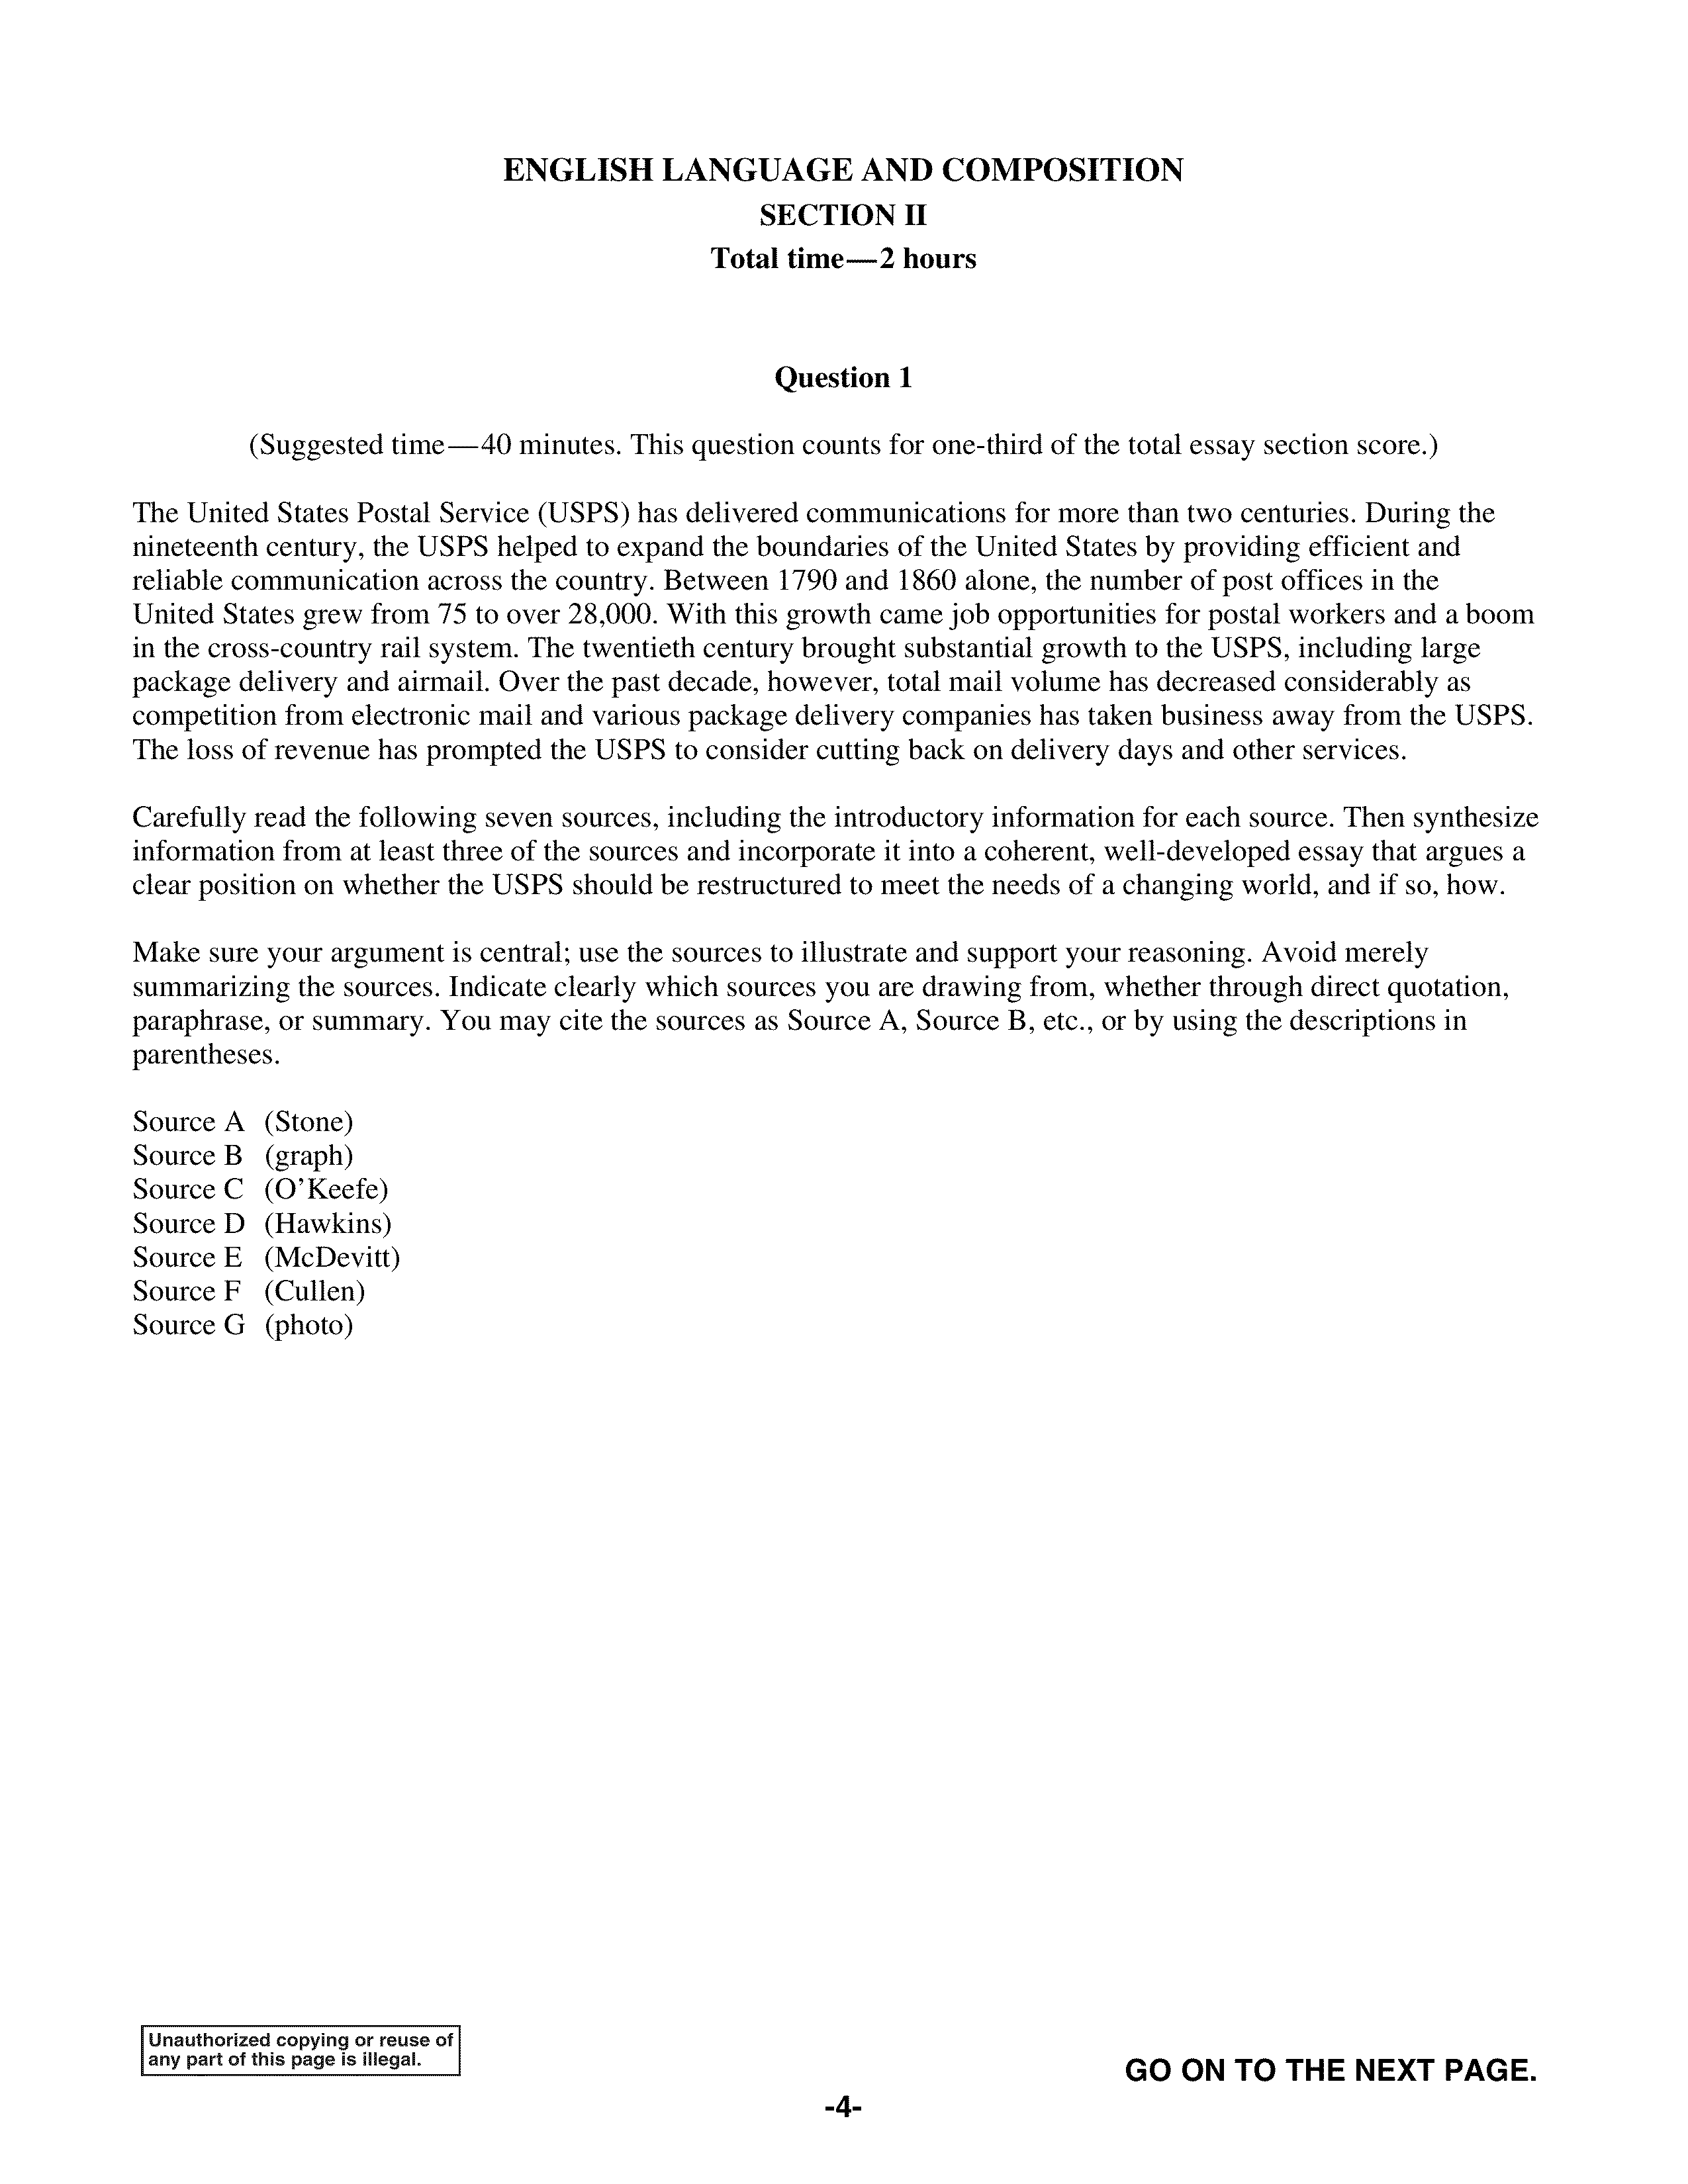 ENGLISH LANGUAGE AND COMPOSITION
SECTION II
Total time—2 hours
Question 1
(Suggested time—40 minutes. This question counts for one-third of the total essay section score.)
The United States Postal Service (USPS) has delivered communications for more than two centuries. During the
nineteenth century, the USPS helped to expand the boundaries of the United States by providing efficient and
reliable communication across the country. Between 1790 and 1860 alone, the number of post offices in the
United States grew from 75 to over 28,000. With this growth came job opportunities for postal workers and a boom
in the cross-country rail system. The twentieth century brought substantial growth to the USPS, including large
package delivery and airmail. Over the past decade, however, total mail volume has decreased considerably as
competition from electronic mail and various package delivery companies has taken business away from the USPS.
The loss of revenue has prompted the USPS to consider cutting back on delivery days and other services.
Carefully read the following seven sources, including the introductory information for each source. Then synthesize
information from at least three of the sources and incorporate it into a coherent, well-developed essay that argues a
clear position on whether the USPS should be restructured to meet the needs of a changing world, and if so, how.
Make sure your argument is central; use the sources to illustrate and support your reasoning. Avoid merely
summarizing the sources. Indicate clearly which sources you are drawing from, whether through direct quotation,
paraphrase, or summary. You may cite the sources as Source A, Source B, etc., or by using the descriptions in
parentheses.
Source A (Stone)
Source B (graph)
Source C (O'Keefe)
Source D (Hawkins)
Source E (McDevitt)
Source F (Cullen)
Source G (photo)
Unauthorized copying or reuse of
any part of this page is illegal.
GO ON TO THE NEXT PAGE.
-4-